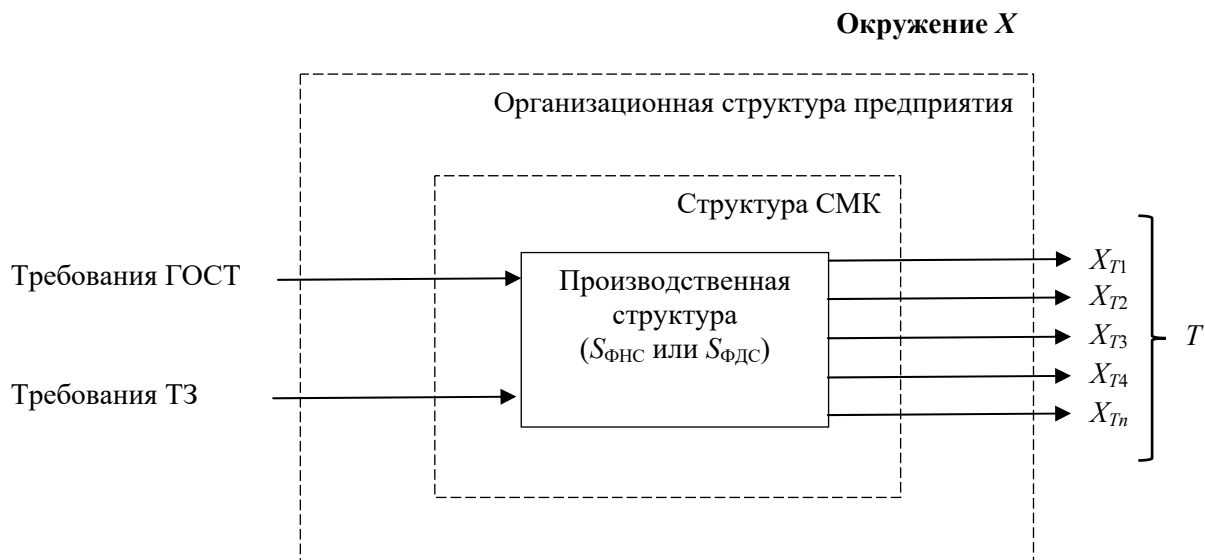 Окружение X
Организационная структура предприятия
Структура СМК
Требования ГОСТ
Производственная
структура
(SФНС или SФДС)
Требования ТЗ
XT1
XT2
XT3
XT4
XTn
T